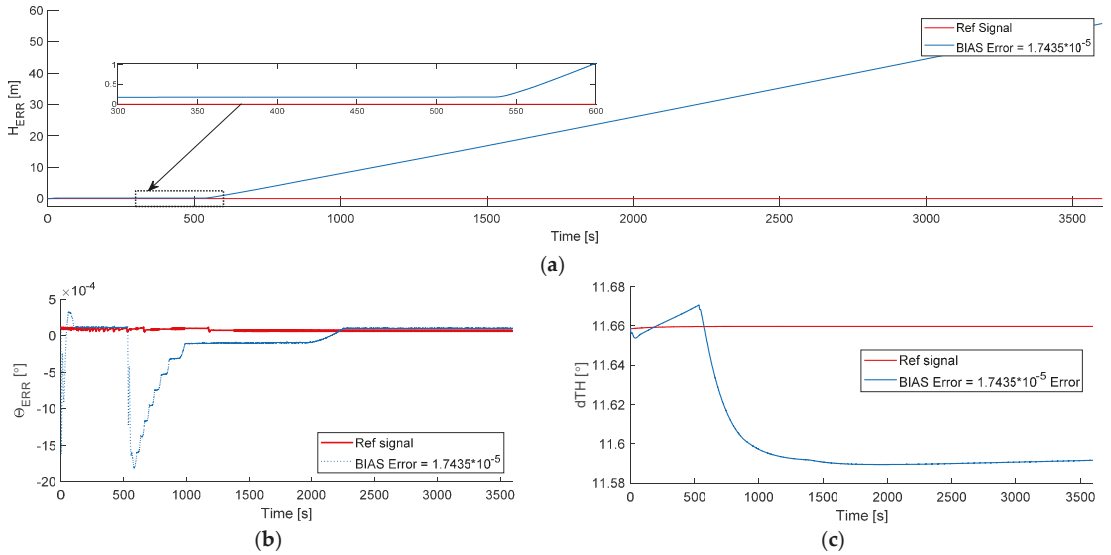 60
50
40
30
20
10
0
H_ERR [m]
Ref Signal
BIAS Error = 1.7435*10^-5
1
0.5
0
300 350 400 450 500 550 600
0 500 1000 1500 2000 2500 3000 3500
Time [s]
(a)
×10^-4
5
0
-5
-10
-15
-20
Θ_ERR [°]
Ref signal
BIAS Error = 1.7435*10^-5
0 500 1000 1500 2000 2500 3000 3500
Time [s]
(b)
11.68
11.66
11.64
11.62
11.6
11.58
dTH [°]
Ref signal
BIAS Error = 1.7435*10^-5 Error
0 500 1000 1500 2000 2500 3000 3500
Time [s]
(c)